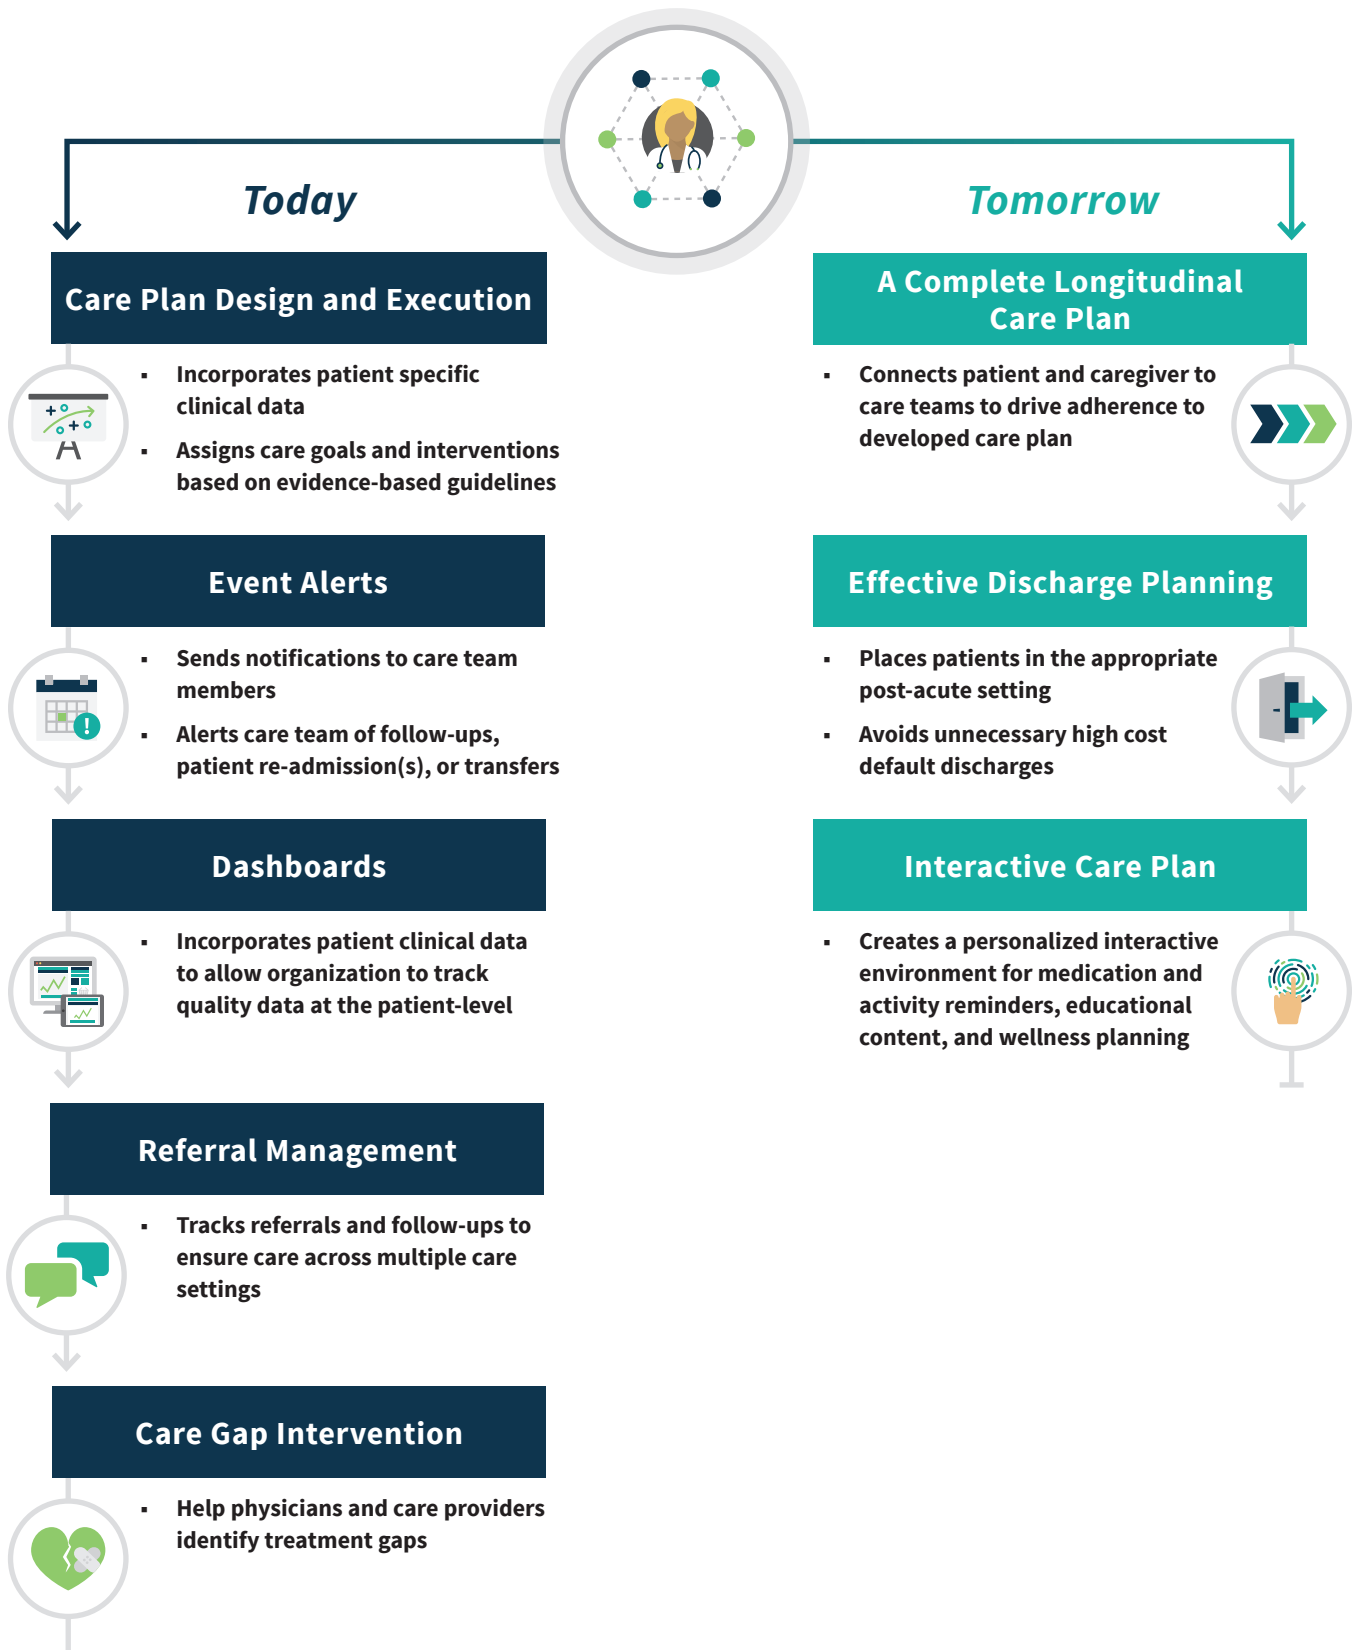 Today
Care Plan Design and Execution
▪ Incorporates patient specific
clinical data
▪ Assigns care goals and interventions
based on evidence-based guidelines
Event Alerts
▪ Sends notifications to care team
members
▪ Alerts care team of follow-ups,
patient re-admission(s), or transfers
Dashboards
▪ Incorporates patient clinical data
to allow organization to track
quality data at the patient-level
Referral Management
▪ Tracks referrals and follow-ups to
ensure care across multiple care
settings
Care Gap Intervention
▪ Help physicians and care providers
identify treatment gaps
Tomorrow
A Complete Longitudinal
Care Plan
▪ Connects patient and caregiver to
care teams to drive adherence to
developed care plan
Effective Discharge Planning
▪ Places patients in the appropriate
post-acute setting
▪ Avoids unnecessary high cost
default discharges
Interactive Care Plan
▪ Creates a personalized interactive
environment for medication and
activity reminders, educational
content, and wellness planning